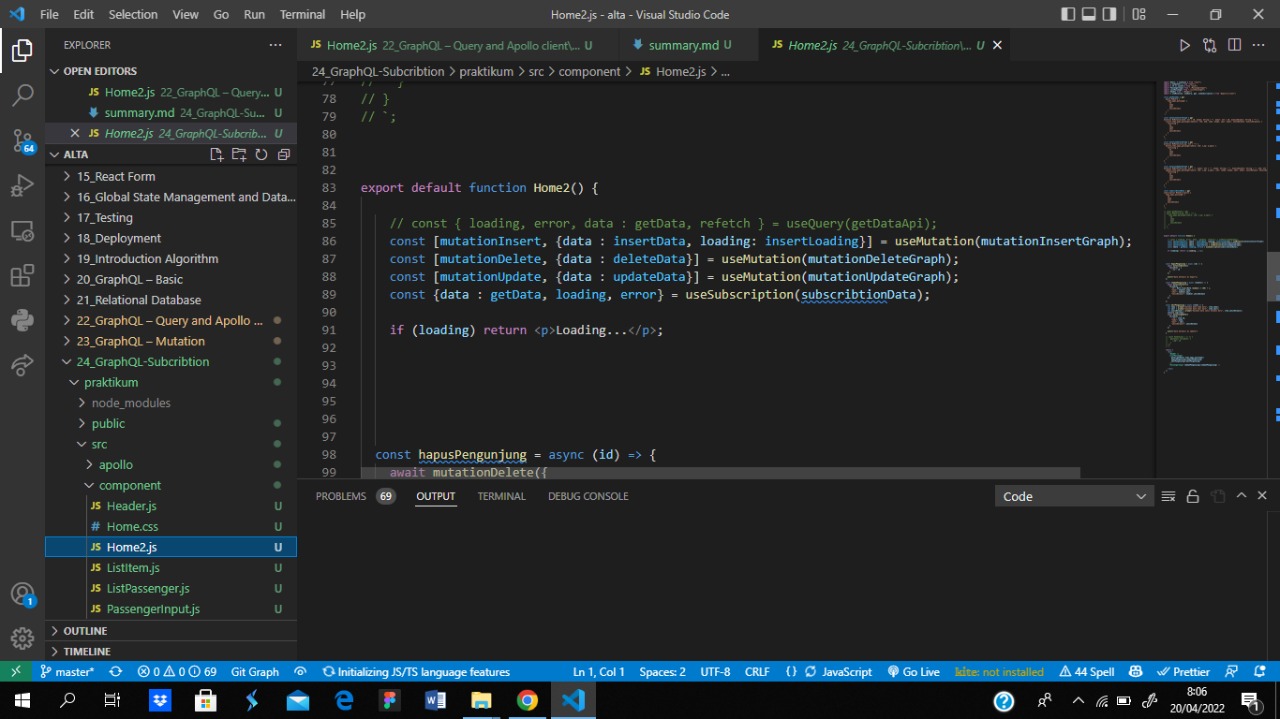 File Edit Selection View Go Run Terminal Help
Home2.js - alta - Visual Studio Code
EXPLORER
OPEN EDITORS
JS Home2.js 22_GraphQL – Query... U
summary.md 24_GraphQL-Su... U
JS Home2.js 24_GraphQL-Subcrib... U
64
ALTA
15_React Form
16_Global State Management and Data...
17_Testing
18_Deployment
19_Introduction Algorithm
20_GraphQL – Basic
21_Relational Database
22_GraphQL – Query and Apollo ...
23_GraphQL – Mutation
24_GraphQL-Subcribtion
praktikum
node_modules
public
src
apollo
component
JS Header.js U
# Home.css U
JS Home2.js U
JS ListItem.js U
JS ListPassenger.js U
JS PassengerInput.js U
1
OUTLINE
TIMELINE
JS Home2.js 22_GraphQL – Query and Apollo client\... U
summary.md U
JS Home2.js 24_GraphQL-Subcribtion\... U
24_GraphQL-Subcribtion > praktikum > src > component > JS Home2.js > ...
77 // }
78 // }
79 // `;
80
81
82
83 export default function Home2() {
84
85 // const { loading, error, data : getData, refetch } = useQuery(getDataApi);
86 const [mutationInsert, {data : insertData, loading: insertLoading}] = useMutation(mutationInsertGraph);
87 const [mutationDelete, {data : deleteData}] = useMutation(mutationDeleteGraph);
88 const [mutationUpdate, {data : updateData}] = useMutation(mutationUpdateGraph);
89 const {data : getData, loading, error} = useSubscription(subscribtionData);
90
91 if (loading) return <p>Loading...</p>;
92
93
94
95
96
97
98 const hapusPengunjung = async (id) => {
99 await mutationDelete({
PROBLEMS 69 OUTPUT TERMINAL DEBUG CONSOLE
Code
master* 0 0 69 Git Graph Initializing JS/TS language features
Ln 1, Col 1 Spaces: 2 UTF-8 CRLF {} JavaScript Go Live kite: not installed 44 Spell Prettier
8:06
20/04/2022
1